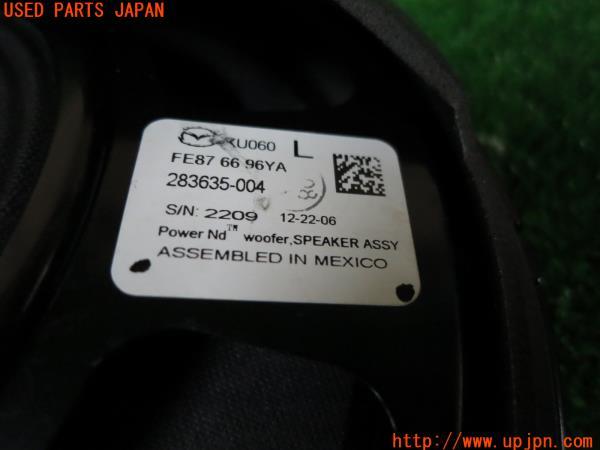 USED PARTS JAPAN
KU060 L
FE87 66 96YA
283635-004
S/N: 2209 12-22-06
Power Nd™ woofer,SPEAKER ASSY
ASSEMBLED IN MEXICO
http://www.upjpn.com/